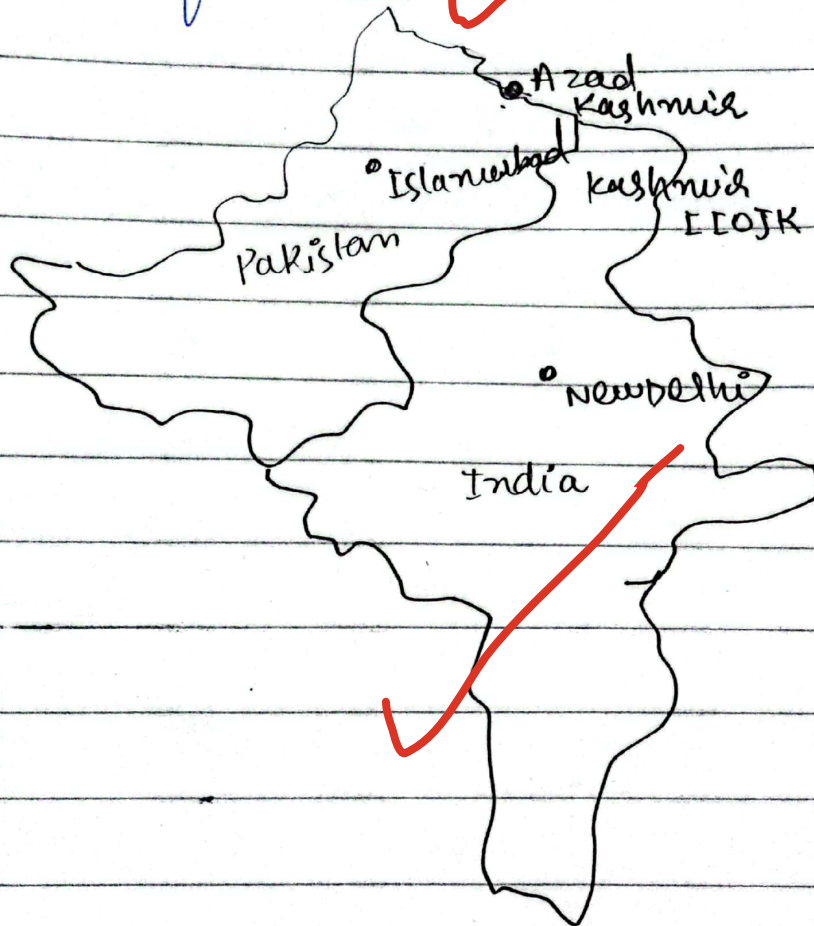 Azad
Kashmir
Islamabad
Kashmir
IIOJK
Pakistan
NewDelhi
India